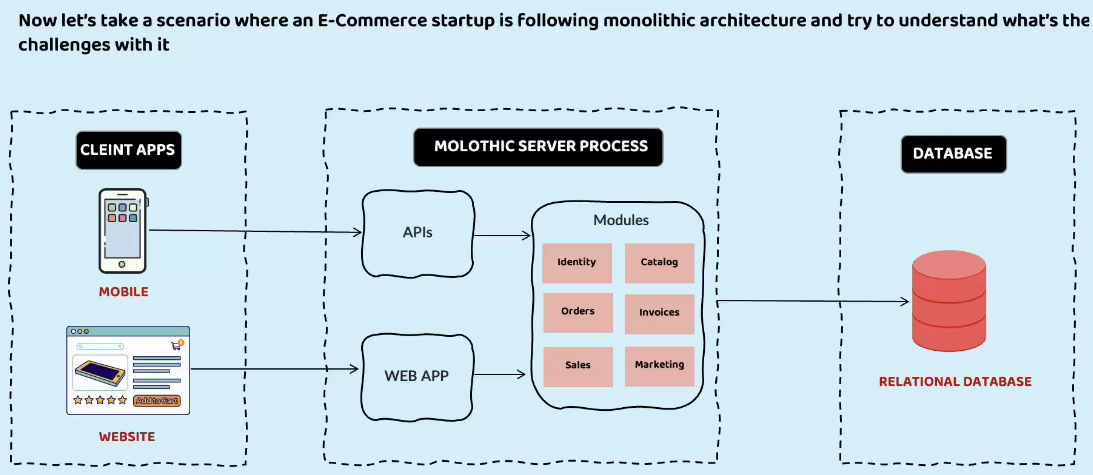 Now let's take a scenario where an E-Commerce startup is following monolithic architecture and try to understand what's the
challenges with it
CLEINT APPS
MOBILE
Add to Cart
WEBSITE
MOLOTHIC SERVER PROCESS
APIs
WEB APP
Modules
Identity
Catalog
Orders
Invoices
Sales
Marketing
DATABASE
RELATIONAL DATABASE